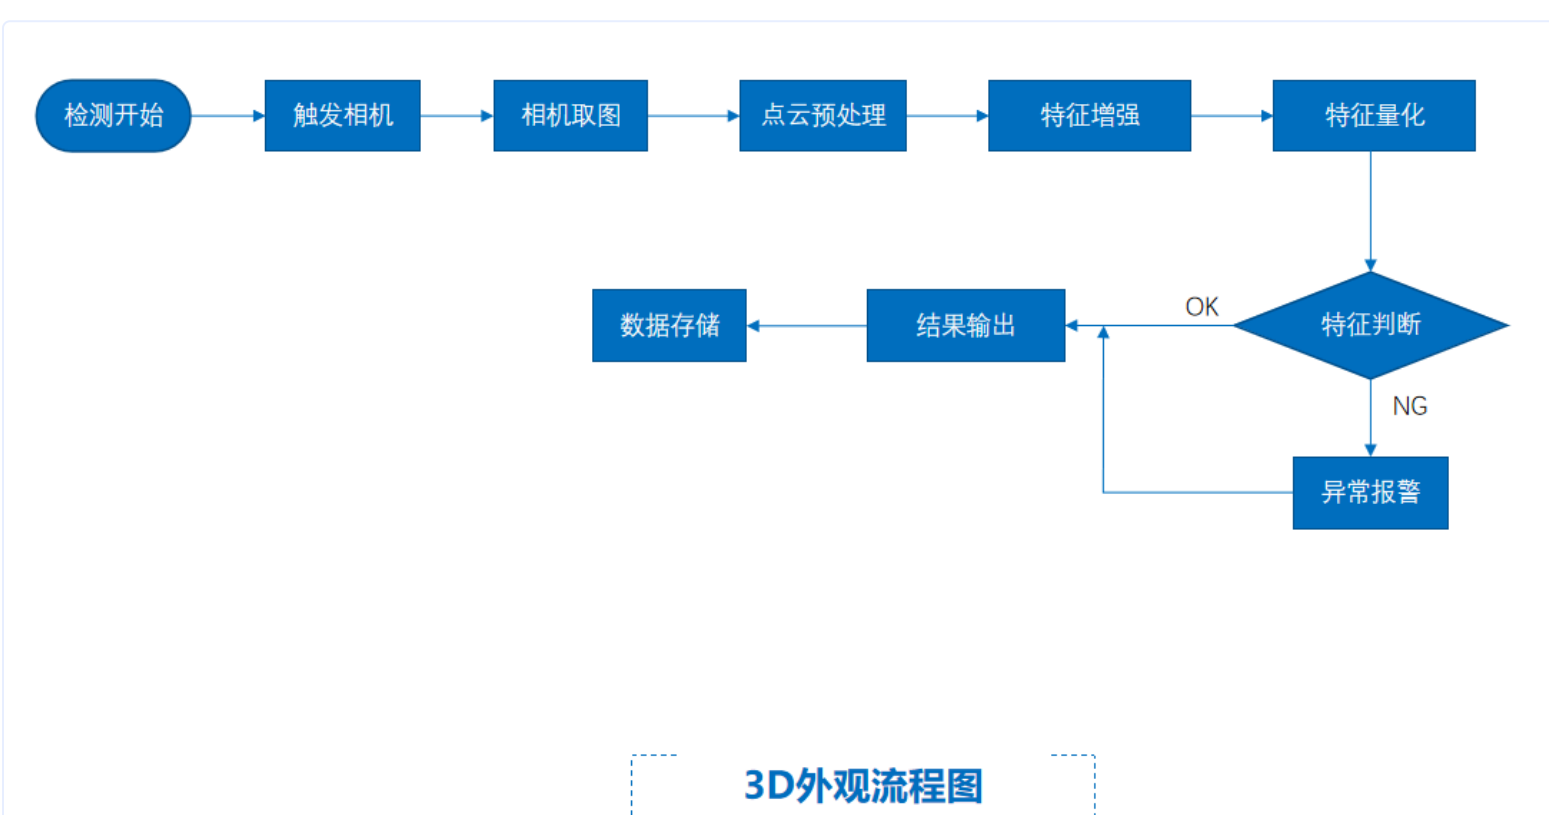 检测开始
触发相机
相机取图
点云预处理
特征增强
特征量化
特征判断
OK
结果输出
数据存储
NG
异常报警
3D外观流程图